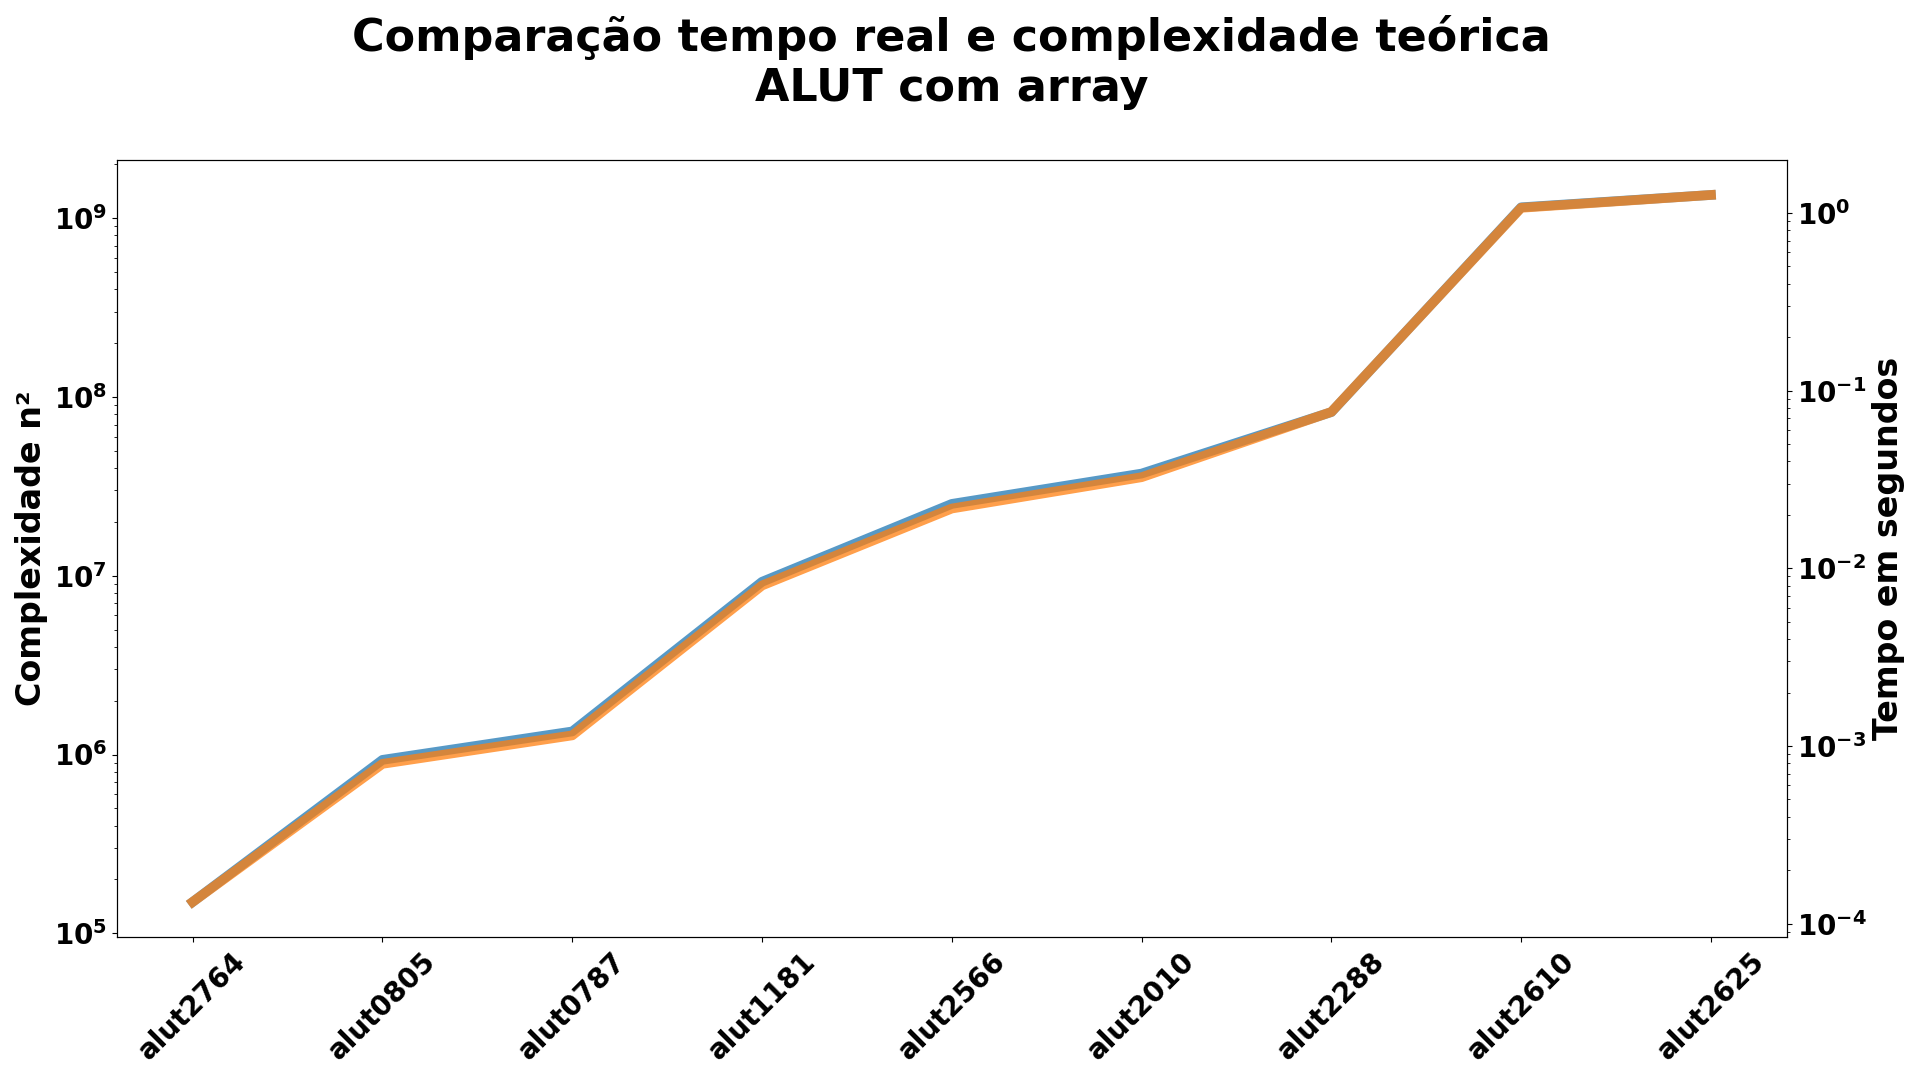 Comparação tempo real e complexidade teórica
ALUT com array
Complexidade n²
10⁹
10⁸
10⁷
10⁶
10⁵
Tempo em segundos
10⁰
10⁻¹
10⁻²
10⁻³
10⁻⁴
alut2764
alut0805
alut0787
alut1181
alut2566
alut2010
alut2288
alut2610
alut2625